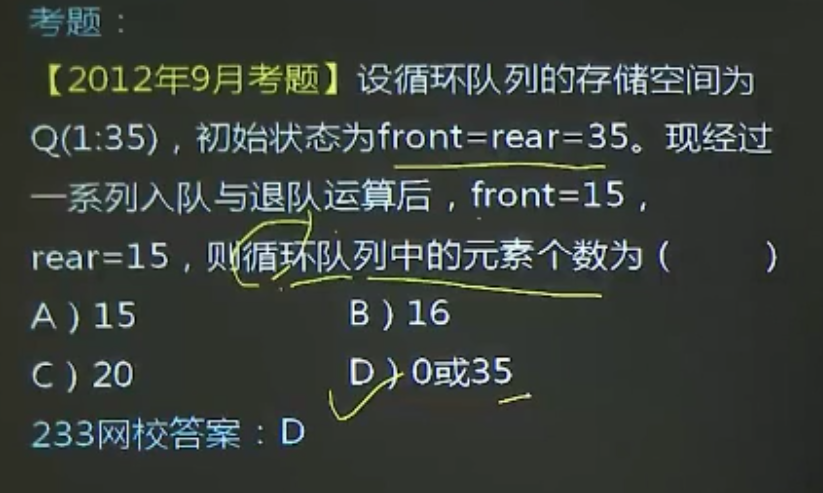 考题：
【2012年9月考题】设循环队列的存储空间为
Q(1:35)，初始状态为front=rear=35。现经过
一系列入队与退队运算后，front=15，
rear=15，则循环队列中的元素个数为（　　）
A）15　　B）16
C）20　　D）0或35
233网校答案：D